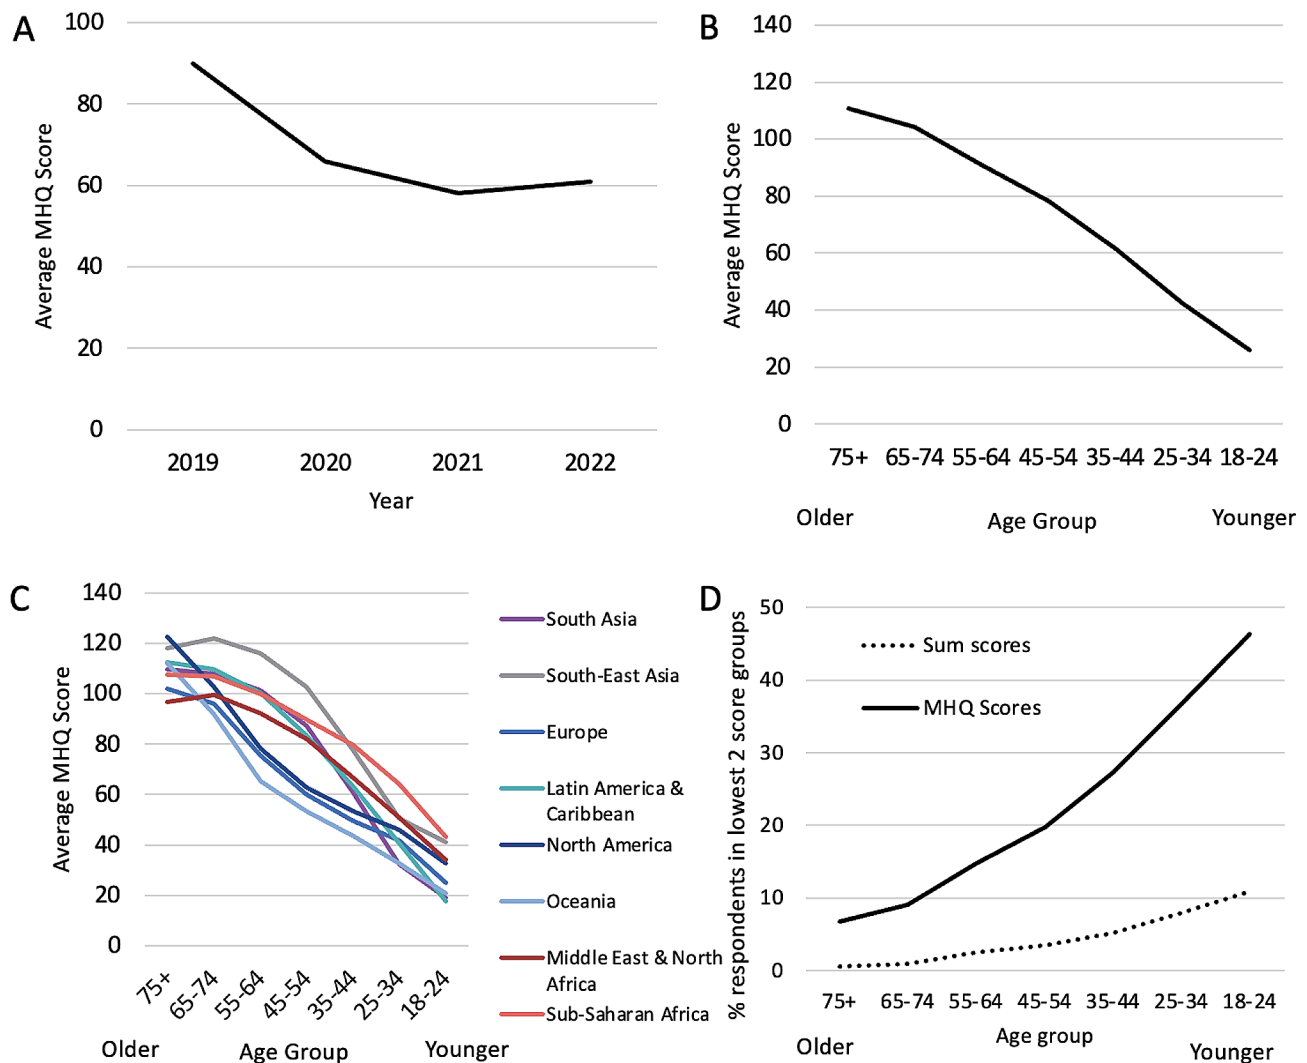 A
100
80
60
40
20
0
Average MHQ Score
2019 2020 2021 2022
Year
B
140
120
100
80
60
40
20
0
Average MHQ Score
75+ 65-74 55-64 45-54 35-44 25-34 18-24
Older Age Group Younger
C
140
120
100
80
60
40
20
0
Average MHQ Score
75+ 65-74 55-64 45-54 35-44 25-34 18-24
Older Age Group Younger
South Asia
South-East Asia
Europe
Latin America &
Caribbean
North America
Oceania
Middle East & North
Africa
Sub-Saharan Africa
D
50
40
30
20
10
0
% respondents in lowest 2 score groups
Sum scores
MHQ Scores
75+ 65-74 55-64 45-54 35-44 25-34 18-24
Age group
Older Younger